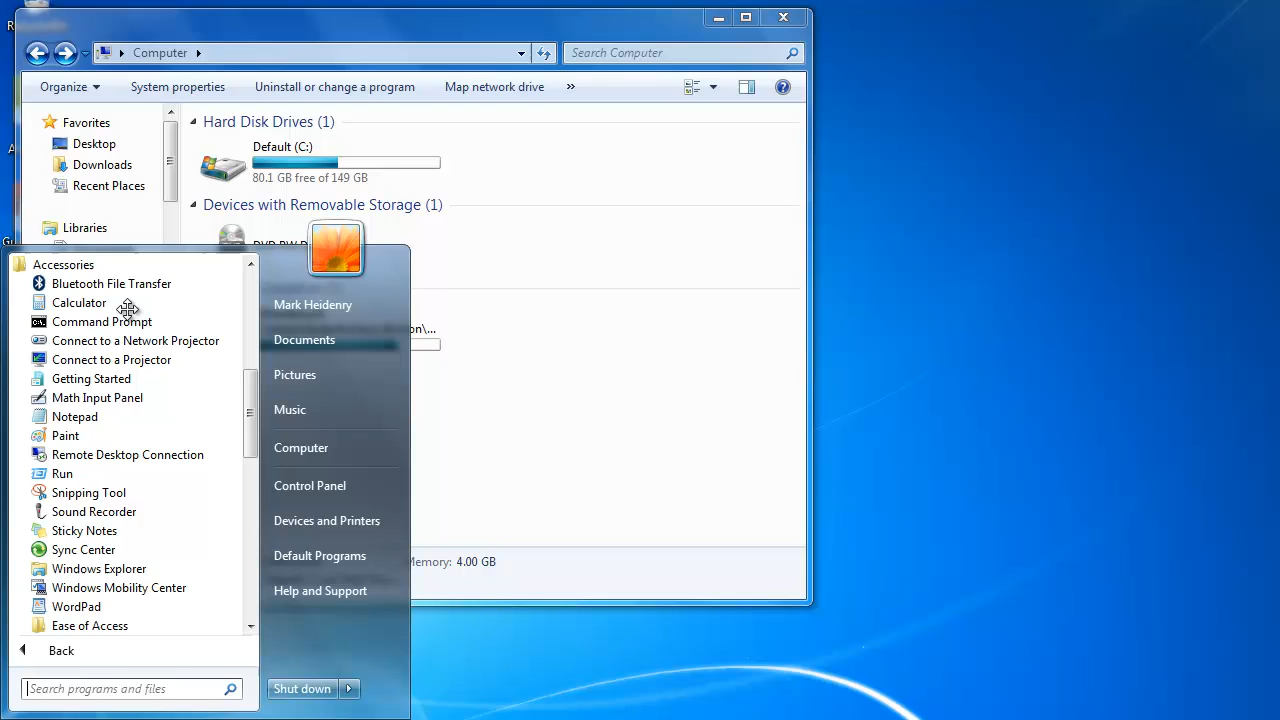 Computer
Search Computer
Organize
System properties
Uninstall or change a program
Map network drive
»
Favorites
Desktop
Downloads
Recent Places
Libraries
Hard Disk Drives (1)
Default (C:)
80.1 GB free of 149 GB
Devices with Removable Storage (1)
Memory: 4.00 GB
Accessories
Bluetooth File Transfer
Calculator
Command Prompt
Connect to a Network Projector
Connect to a Projector
Getting Started
Math Input Panel
Notepad
Paint
Remote Desktop Connection
Run
Snipping Tool
Sound Recorder
Sticky Notes
Sync Center
Windows Explorer
Windows Mobility Center
WordPad
Ease of Access
Back
Search programs and files
Mark Heidenry
Documents
Pictures
Music
Computer
Control Panel
Devices and Printers
Default Programs
Help and Support
Shut down